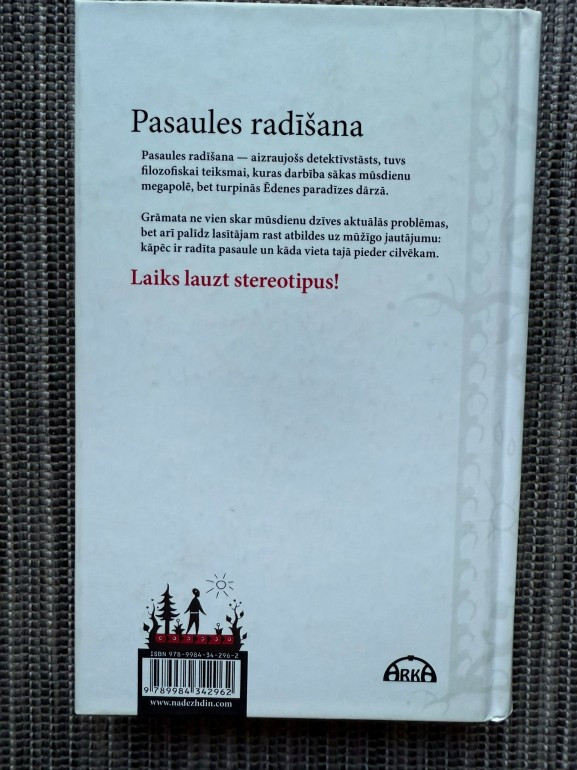 Pasaules radīšana
Pasaules radīšana — aizraujošs detektīvstāsts, tuvs
filozofiskai teiksmai, kuras darbība sākas mūsdienu
megapolē, bet turpinās Ēdenes paradīzes dārzā.
Grāmata ne vien skar mūsdienu dzīves aktuālās problēmas,
bet arī palīdz lasītājam rast atbildes uz mūžīgo jautājumu:
kāpēc ir radīta pasaule un kāda vieta tajā pieder cilvēkam.
Laiks lauzt stereotipus!
ISBN 978-9984-34-296-2
9 789984 342962
www.nadezhdin.com
ARKA